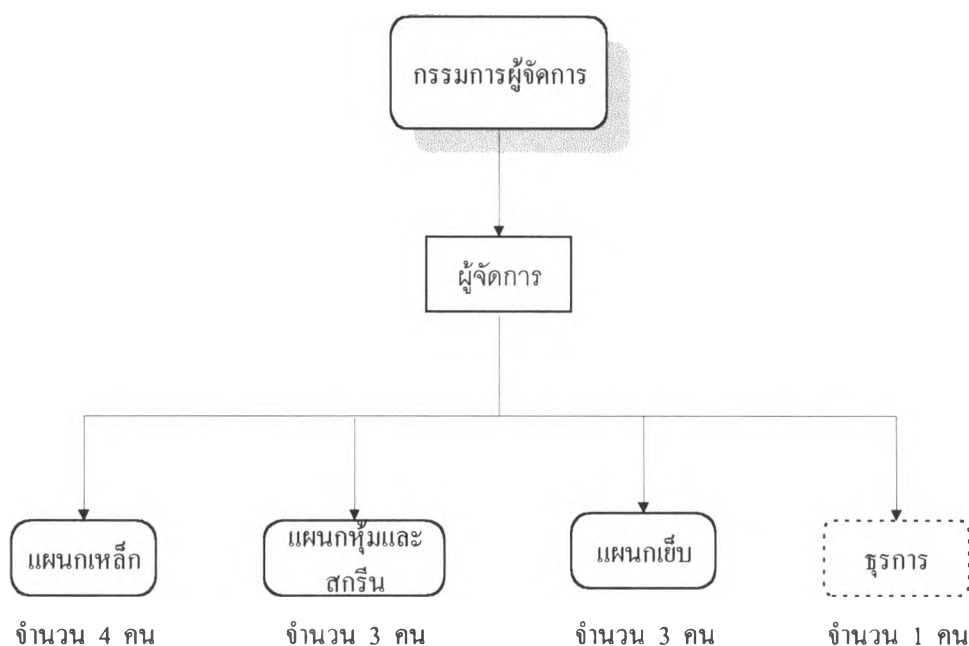 กรรมการผู้จัดการ
ผู้จัดการ
แผนกเหล็ก
แผนกหุ้มและ
สกรีน
แผนกเย็บ
ธุรการ
จำนวน 4 คน
จำนวน 3 คน
จำนวน 3 คน
จำนวน 1 คน